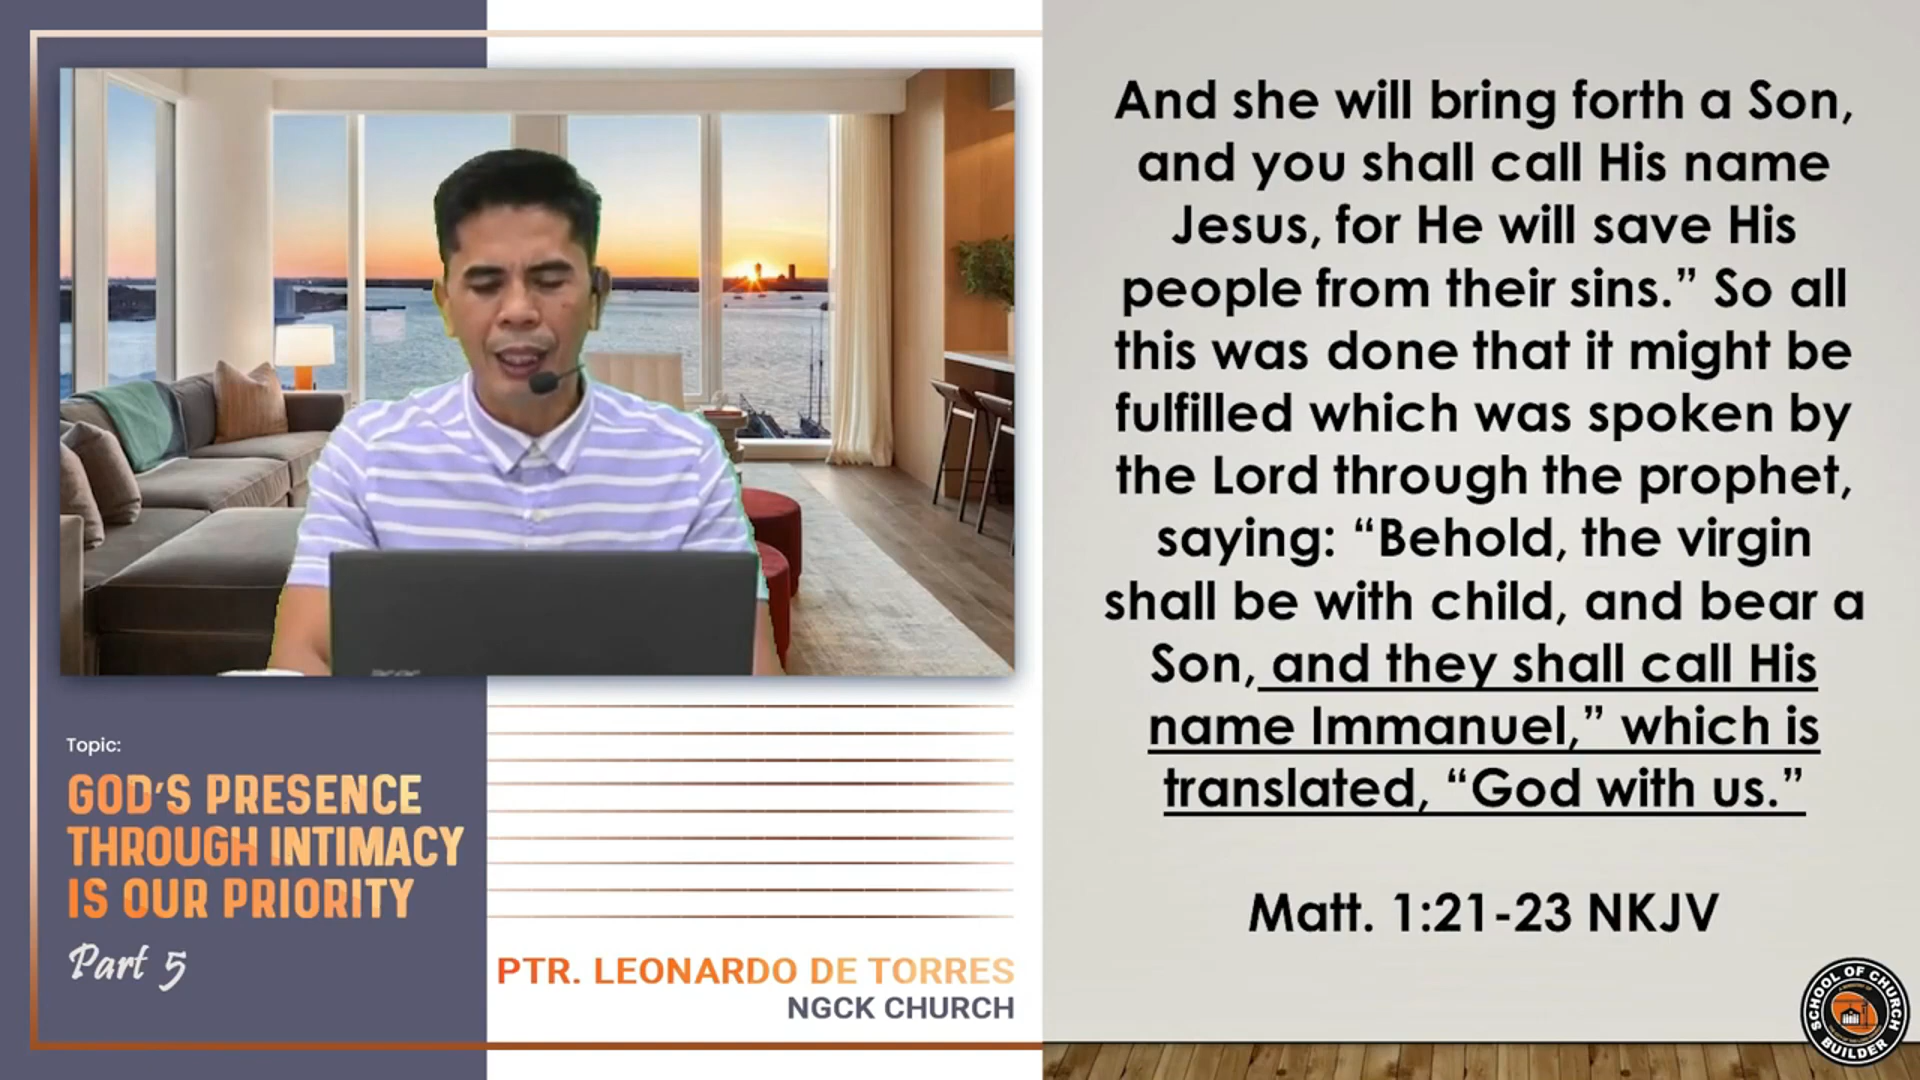 Topic:
GOD'S PRESENCE
THROUGH INTIMACY
IS OUR PRIORITY
Part 5
PTR. LEONARDO DE TORRES
NGCK CHURCH
And she will bring forth a Son,
and you shall call His name
Jesus, for He will save His
people from their sins.” So all
this was done that it might be
fulfilled which was spoken by
the Lord through the prophet,
saying: “Behold, the virgin
shall be with child, and bear a
Son, and they shall call His
name Immanuel,” which is
translated, “God with us.”
Matt. 1:21-23 NKJV
SCHOOL OF CHURCH
BUILDER